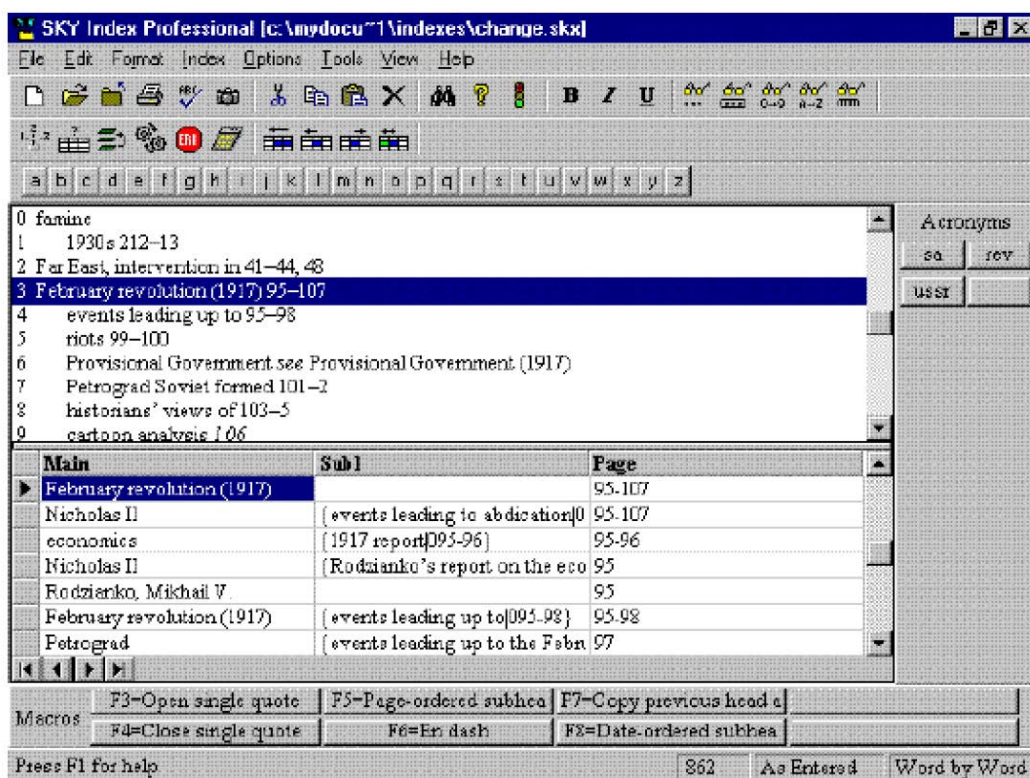 SKY Index Professional [c:\mydocu~1\indexes\change.skx]
File Edit Format Index Options Tools View Help
ABC B I U 0→9 A-Z
1.2.2 ? ERR
a b c d e f g h i j k l m n o p q r s t u v w x y z
0 famine
1 1930s 212–13
2 Far East, intervention in 41–44, 48
3 February revolution (1917) 95–107
4 events leading up to 95–98
5 riots 99–100
6 Provisional Government see Provisional Government (1917)
7 Petrograd Soviet formed 101–2
8 historians' views of 103–5
9 cartoon analysis 106
Acronyms
sa rev
ussr
Main Sub1 Page
February revolution (1917) 95-107
Nicholas II {events leading to abdication|0 95-107
economics {1917 report|095-96} 95-96
Nicholas II {Rodzianko's report on the eco 95
Rodzianko, Mikhail V. 95
February revolution (1917) {events leading up to|095-98} 95-98
Petrograd {events leading up to the Febru 97
Macros
F3=Open single quote F5=Page-ordered subhea F7=Copy previous head a
F4=Close single quote F6=En dash F8=Date-ordered subhea
Press F1 for help 862 As Entered Word by Word